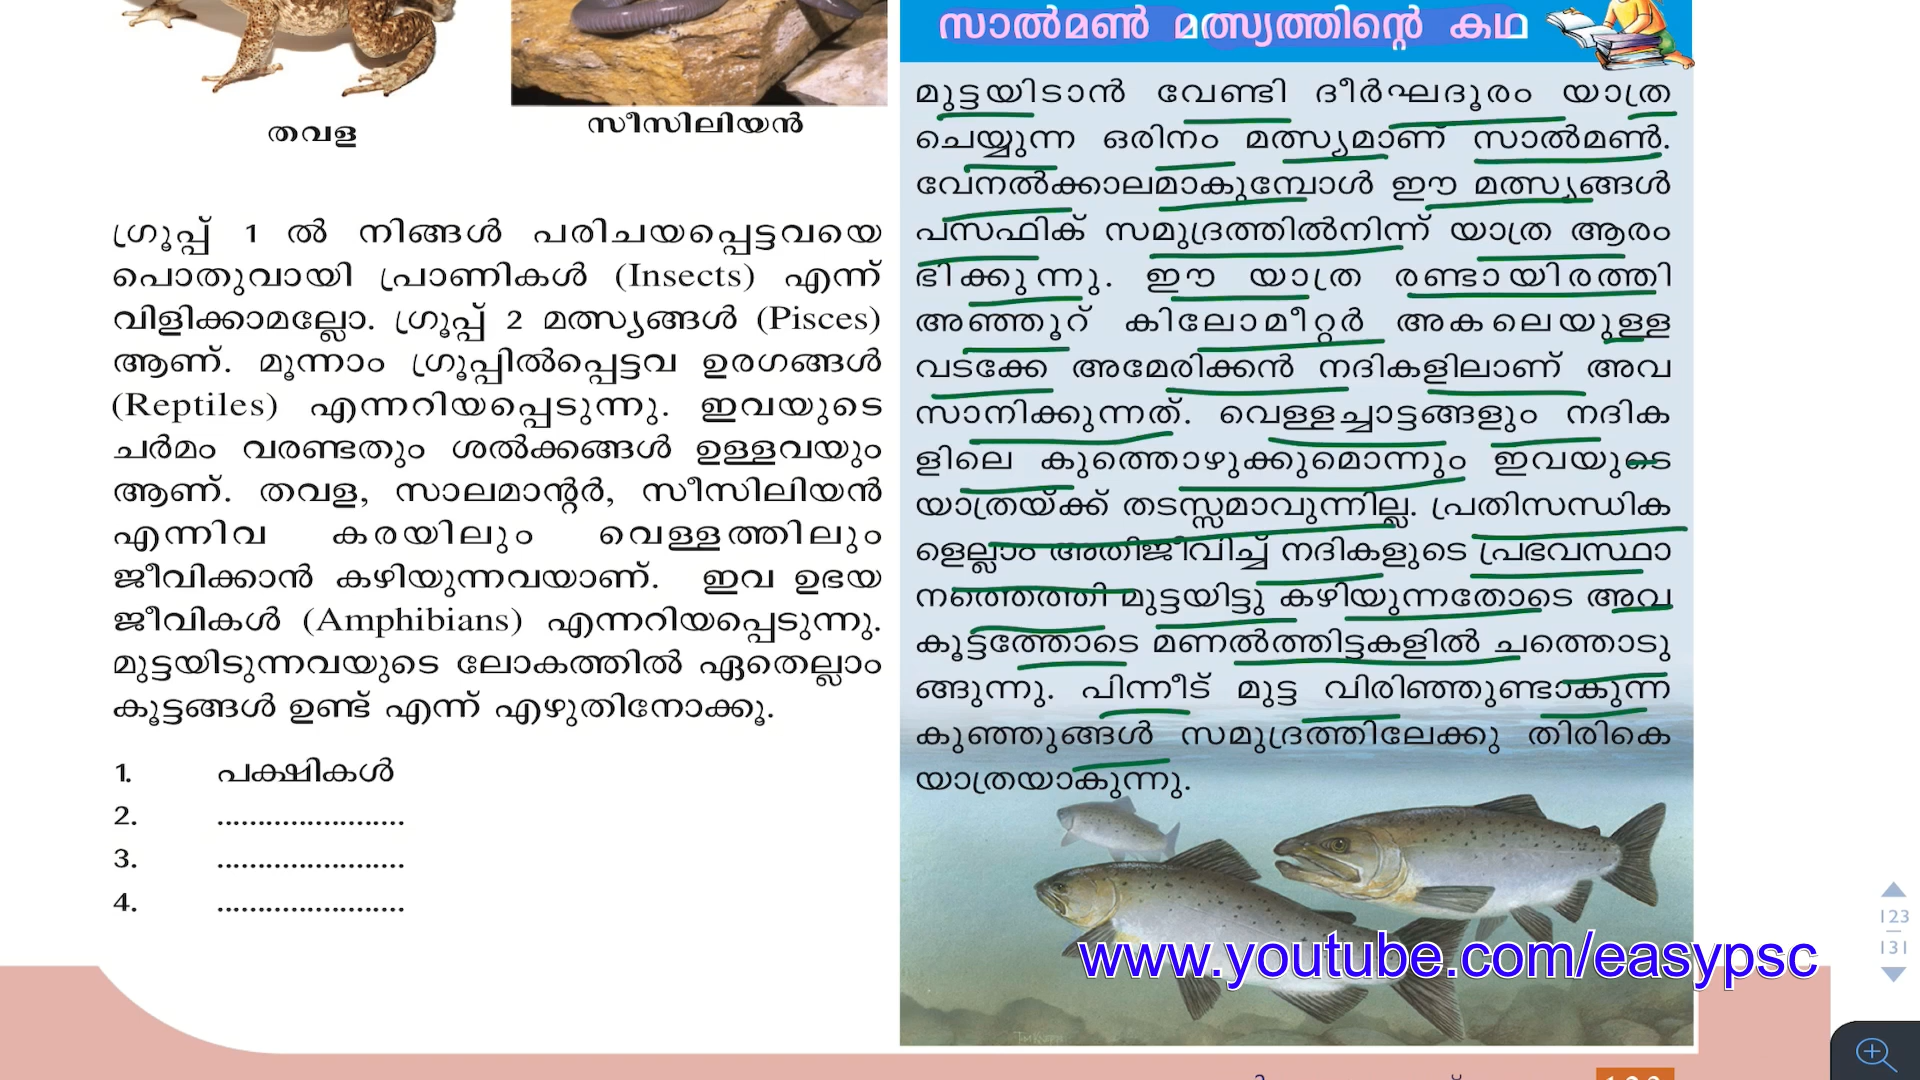 തവള
സീസിലിയൻ
ഗ്രൂപ്പ് 1 ൽ നിങ്ങൾ പരിചയപ്പെട്ടവയെ
പൊതുവായി പ്രാണികൾ (Insects) എന്ന്
വിളിക്കാമല്ലോ. ഗ്രൂപ്പ് 2 മത്സ്യങ്ങൾ (Pisces)
ആണ്. മൂന്നാം ഗ്രൂപ്പിൽപ്പെട്ടവ ഉരഗങ്ങൾ
(Reptiles) എന്നറിയപ്പെടുന്നു. ഇവയുടെ
ചർമം വരണ്ടതും ശൽക്കങ്ങൾ ഉള്ളവയും
ആണ്. തവള, സാലമാന്റർ, സീസിലിയൻ
എന്നിവ കരയിലും വെള്ളത്തിലും
ജീവിക്കാൻ കഴിയുന്നവയാണ്. ഇവ ഉഭയ
ജീവികൾ (Amphibians) എന്നറിയപ്പെടുന്നു.
മുട്ടയിടുന്നവയുടെ ലോകത്തിൽ ഏതെല്ലാം
കൂട്ടങ്ങൾ ഉണ്ട് എന്ന് എഴുതിനോക്കൂ.
1. പക്ഷികൾ
2. .......................
3. .......................
4. .......................
സാൽമൺ മത്സ്യത്തിന്റെ കഥ
മുട്ടയിടാൻ വേണ്ടി ദീർഘദൂരം യാത്ര
ചെയ്യുന്ന ഒരിനം മത്സ്യമാണ് സാൽമൺ.
വേനൽക്കാലമാകുമ്പോൾ ഈ മത്സ്യങ്ങൾ
പസഫിക് സമുദ്രത്തിൽനിന്ന് യാത്ര ആരം
ഭിക്കുന്നു. ഈ യാത്ര രണ്ടായിരത്തി
അഞ്ഞൂറ് കിലോമീറ്റർ അകലെയുള്ള
വടക്കേ അമേരിക്കൻ നദികളിലാണ് അവ
സാനിക്കുന്നത്. വെള്ളച്ചാട്ടങ്ങളും നദിക
ളിലെ കുത്തൊഴുക്കുമൊന്നും ഇവയുടെ
യാത്രയ്ക്ക് തടസ്സമാവുന്നില്ല. പ്രതിസന്ധിക
ളെല്ലാം അതിജീവിച്ച് നദികളുടെ പ്രഭവസ്ഥാ
നത്തെത്തി മുട്ടയിട്ടു കഴിയുന്നതോടെ അവ
കൂട്ടത്തോടെ മണൽത്തിട്ടകളിൽ ചത്തൊടു
ങ്ങുന്നു. പിന്നീട് മുട്ട വിരിഞ്ഞുണ്ടാകുന്ന
കുഞ്ഞുങ്ങൾ സമുദ്രത്തിലേക്കു തിരികെ
യാത്രയാകുന്നു.
www.youtube.com/easypsc
123
131